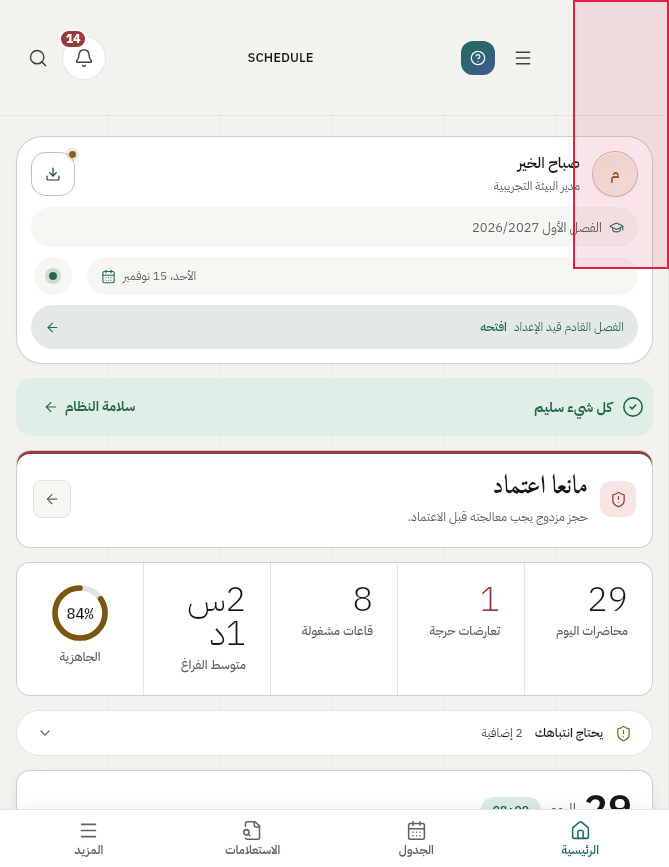 SCHEDULE
14
م
صباح الخير
مدير البيئة التجريبية
الفصل الأول 2026/2027
الأحد، 15 نوفمبر
الفصل القادم قيد الإعداد افتحه
كل شيء سليم
سلامة النظام
مانعا اعتماد
حجز مزدوج يجب معالجته قبل الاعتماد.
29
محاضرات اليوم
1
تعارضات حرجة
8
قاعات مشغولة
2س
1د
متوسط الفراغ
84%
الجاهزية
يحتاج انتباهك 2 إضافية
29
الرئيسية
الجدول
الاستعلامات
المزيد